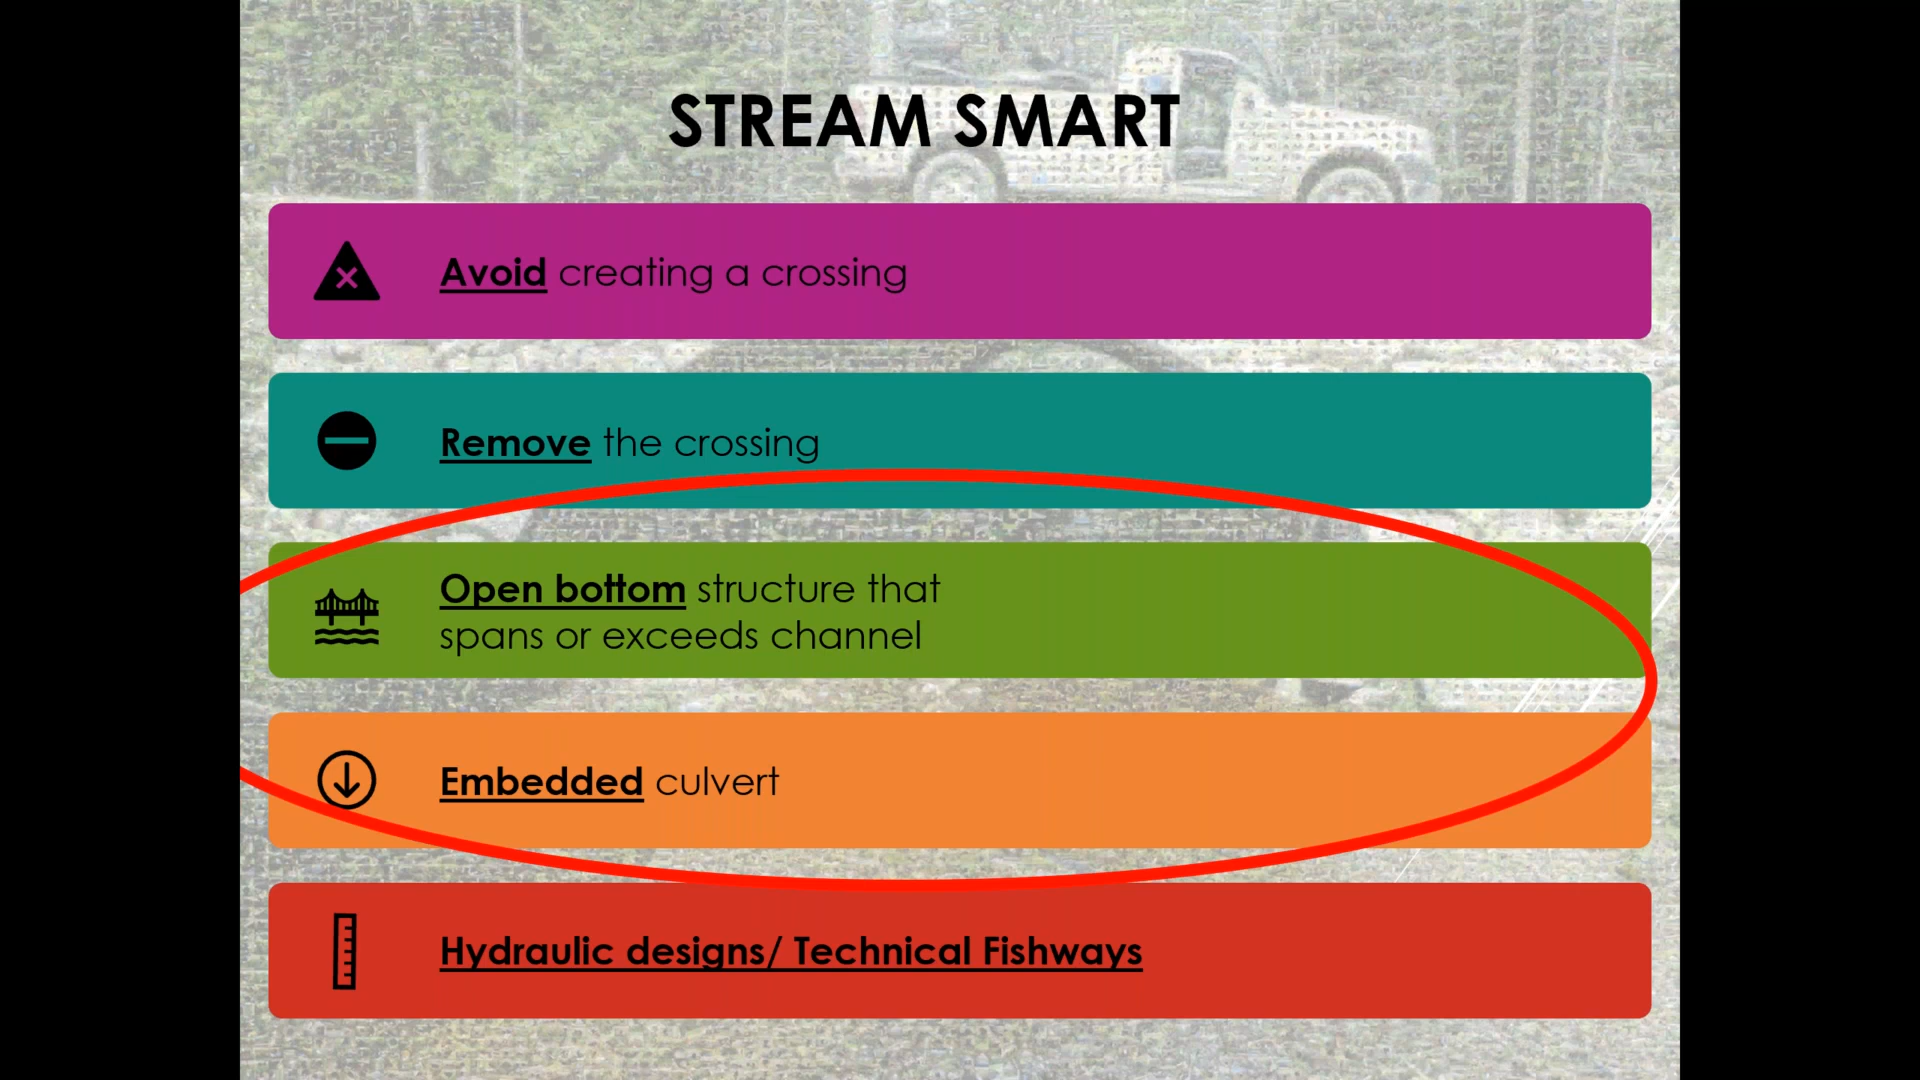 STREAM SMART
Avoid creating a crossing
Remove the crossing
Open bottom structure that
spans or exceeds channel
Embedded culvert
Hydraulic designs/ Technical Fishways